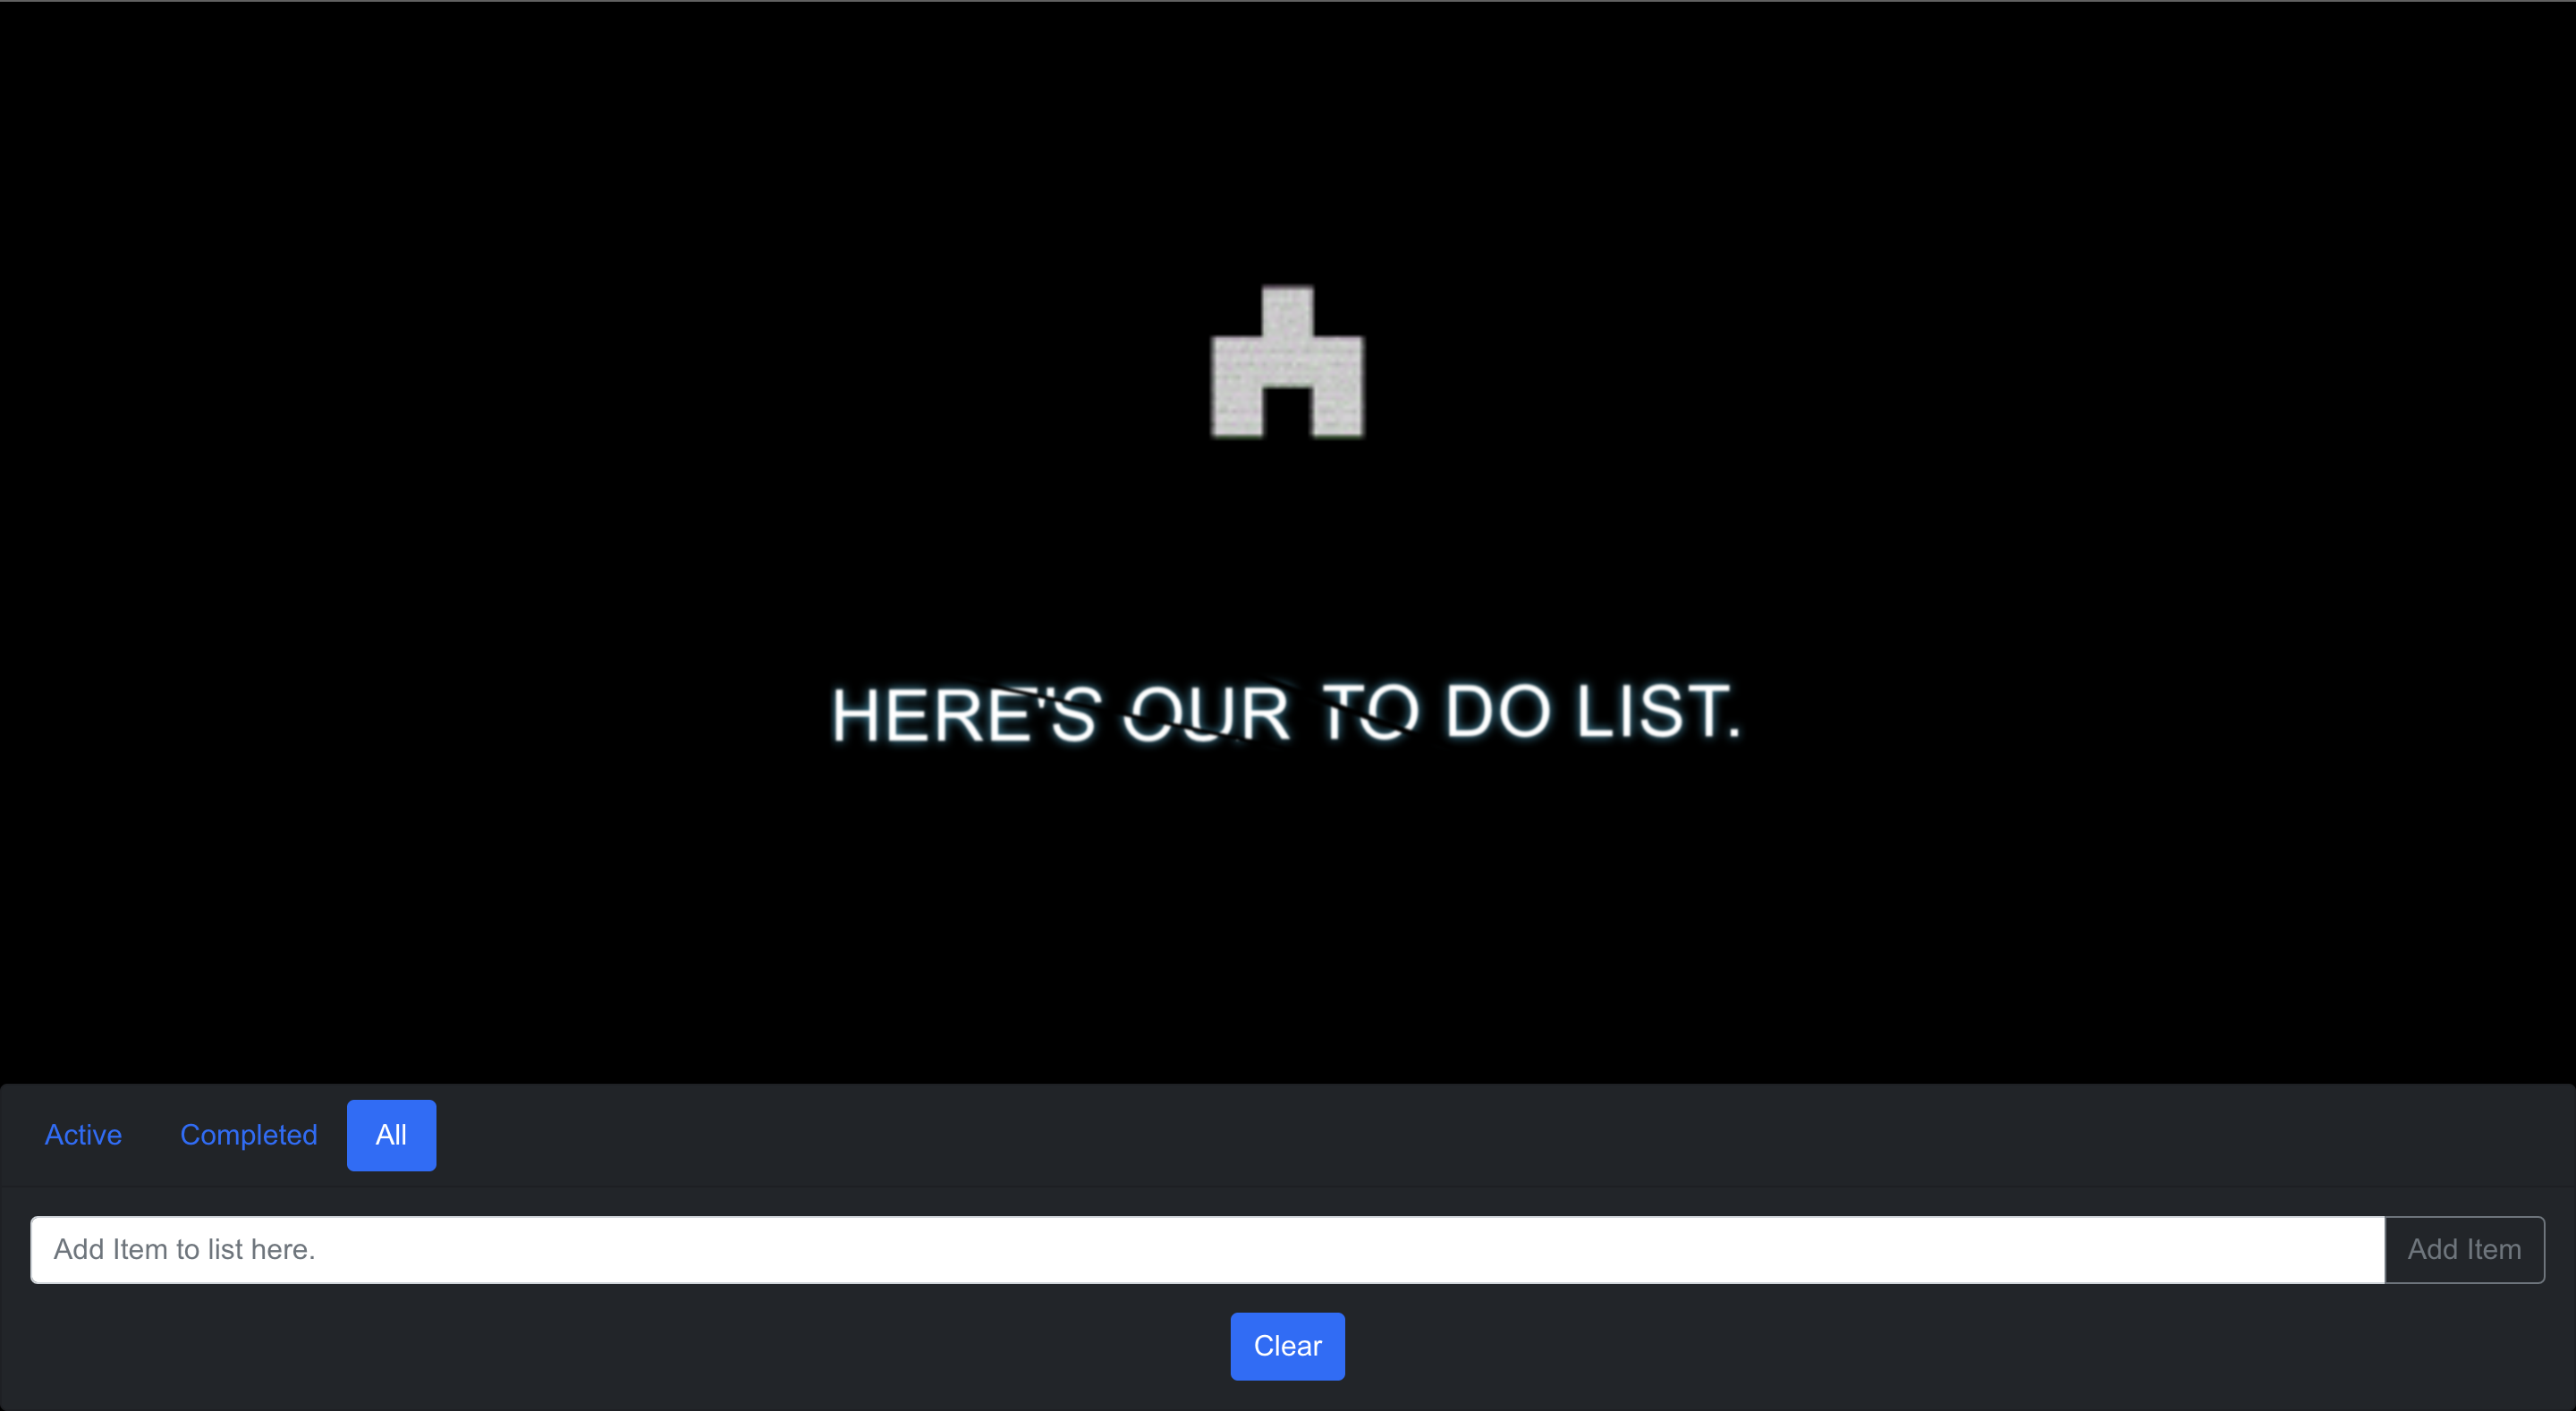 HERE'S OUR TO DO LIST.
Active Completed All
Add Item to list here. Add Item
Clear